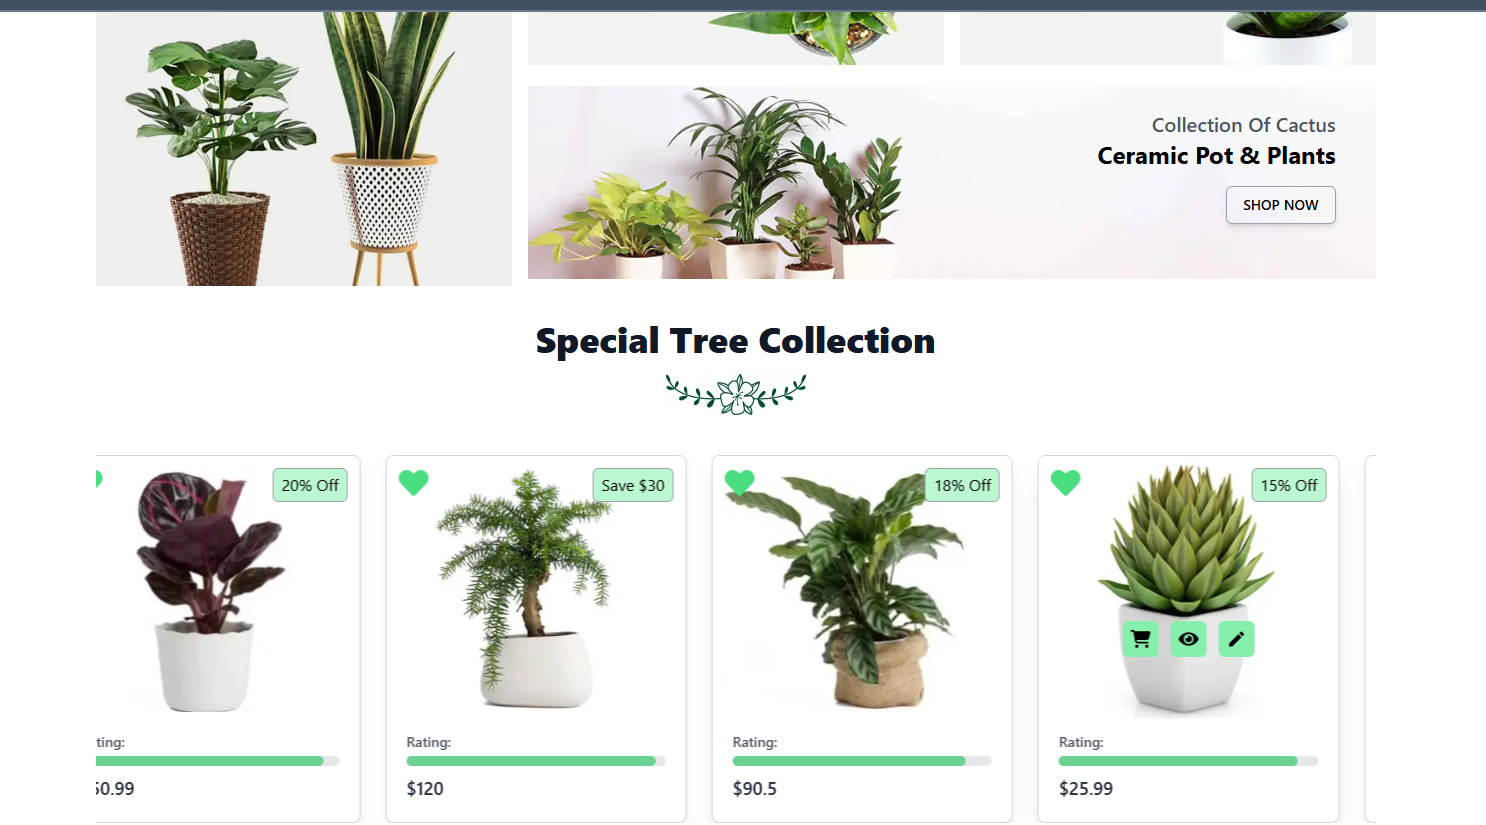 Collection Of Cactus
Ceramic Pot & Plants
SHOP NOW
Special Tree Collection
20% Off
Save $30
18% Off
15% Off
ting:
Rating:
Rating:
Rating:
0.99
$120
$90.5
$25.99